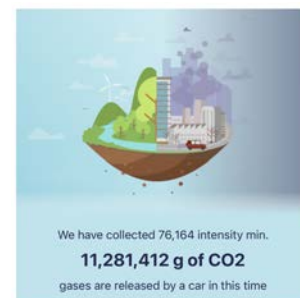 We have collected 76,164 intensity min.
11,281,412 g of CO2
gases are released by a car in this time